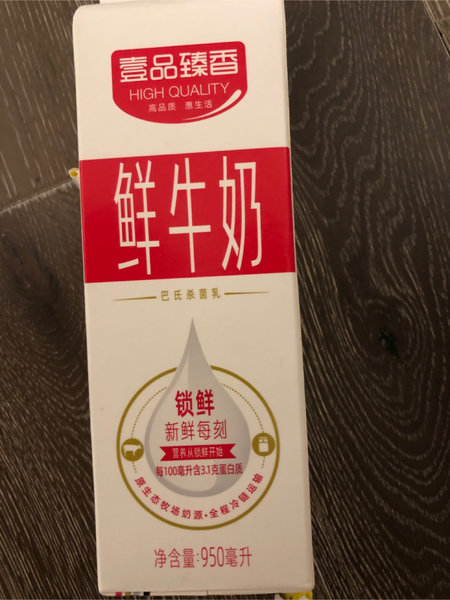 壹品臻香
HIGH QUALITY
高品质 惠生活
鲜牛奶
巴氏杀菌乳
锁鲜
新鲜每刻
营养从锁鲜开始
每100毫升含3.1克蛋白质
原生态牧场奶源·全程冷链运输
净含量:950毫升